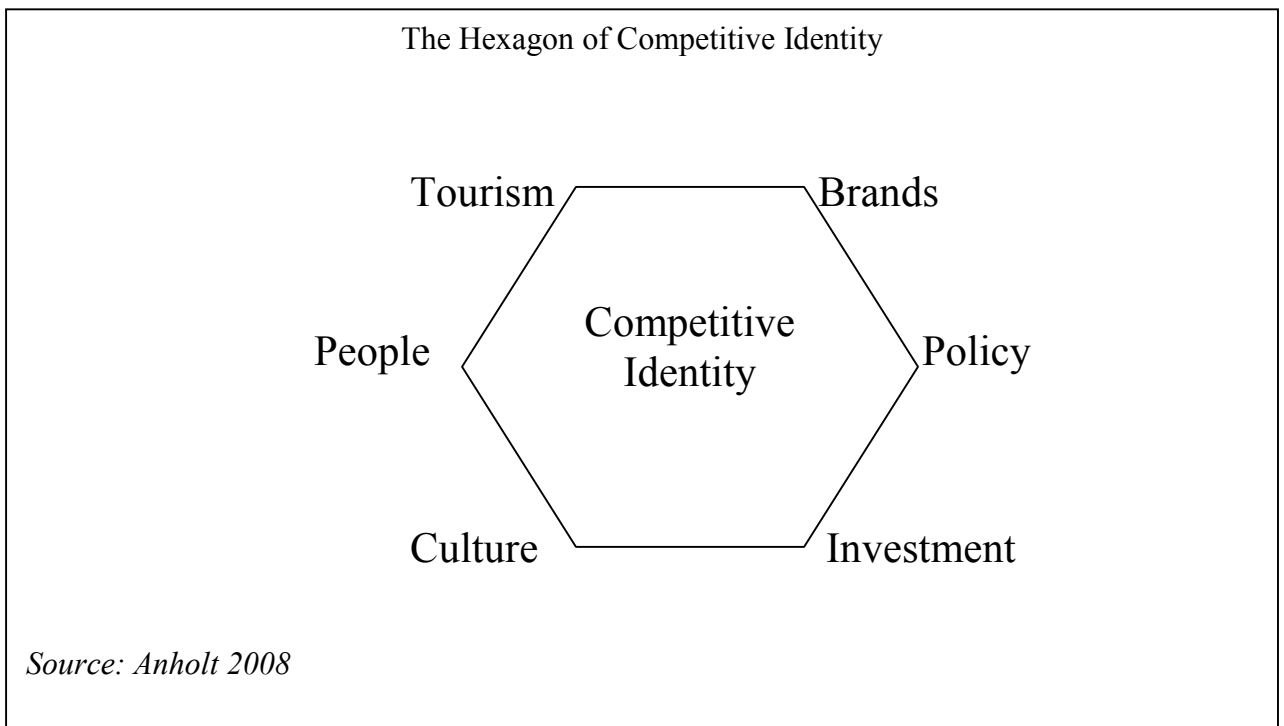 The Hexagon of Competitive Identity
Tourism
Brands
Competitive
Identity
People
Policy
Culture
Investment
Source: Anholt 2008